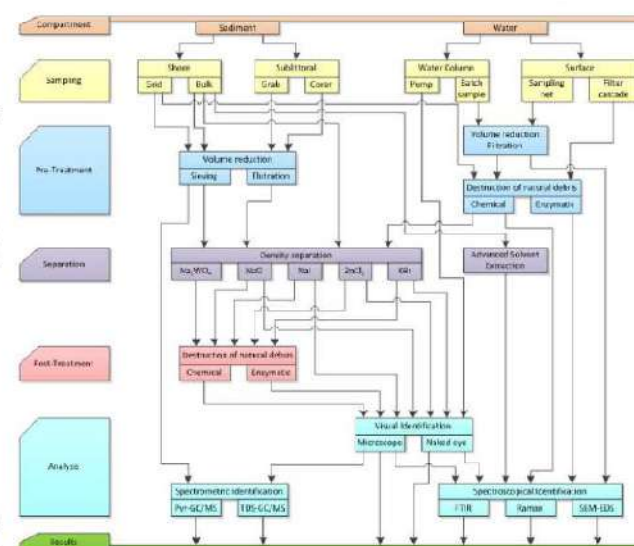 Compartment
Sediment
Water
Sampling
Shore
Grid
Bulk
Sublittoral
Grab
Corer
Water Column
Pump
Batch
sample
Surface
Sampling
net
Filter
cascade
Pre-Treatment
Volume reduction
Sieving
Elutriation
Volume reduction
Filtration
Destruction of natural debris
Chemical
Enzymatic
Separation
Density separation
NaCl
NaI
ZnCl₂
Advanced Solvent
Extraction
Post-Treatment
Destruction of natural debris
Chemical
Enzymatic
Analysis
Visual Identification
Microscope
Naked eye
Spectrometric Identification
Pyr-GC/MS
TDS-GC/MS
Spectroscopical Identification
FTIR
Raman
SEM-EDS
Results